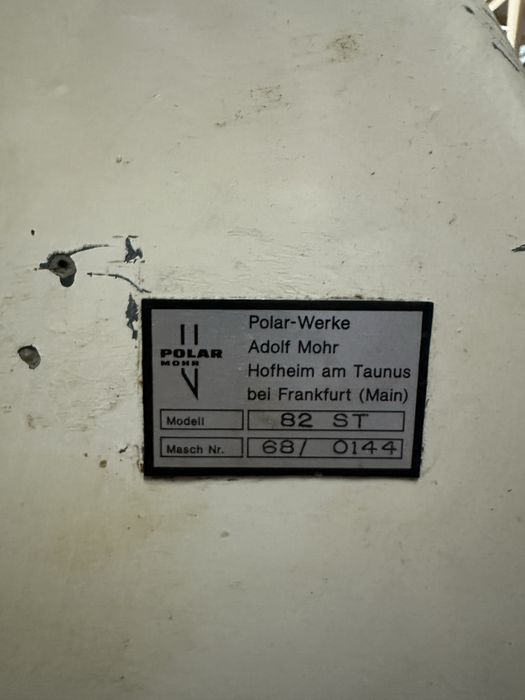 POLAR
MOHR
Polar-Werke
Adolf Mohr
Hofheim am Taunus
bei Frankfurt (Main)
Modell 82 ST
Masch Nr. 68/ 0144